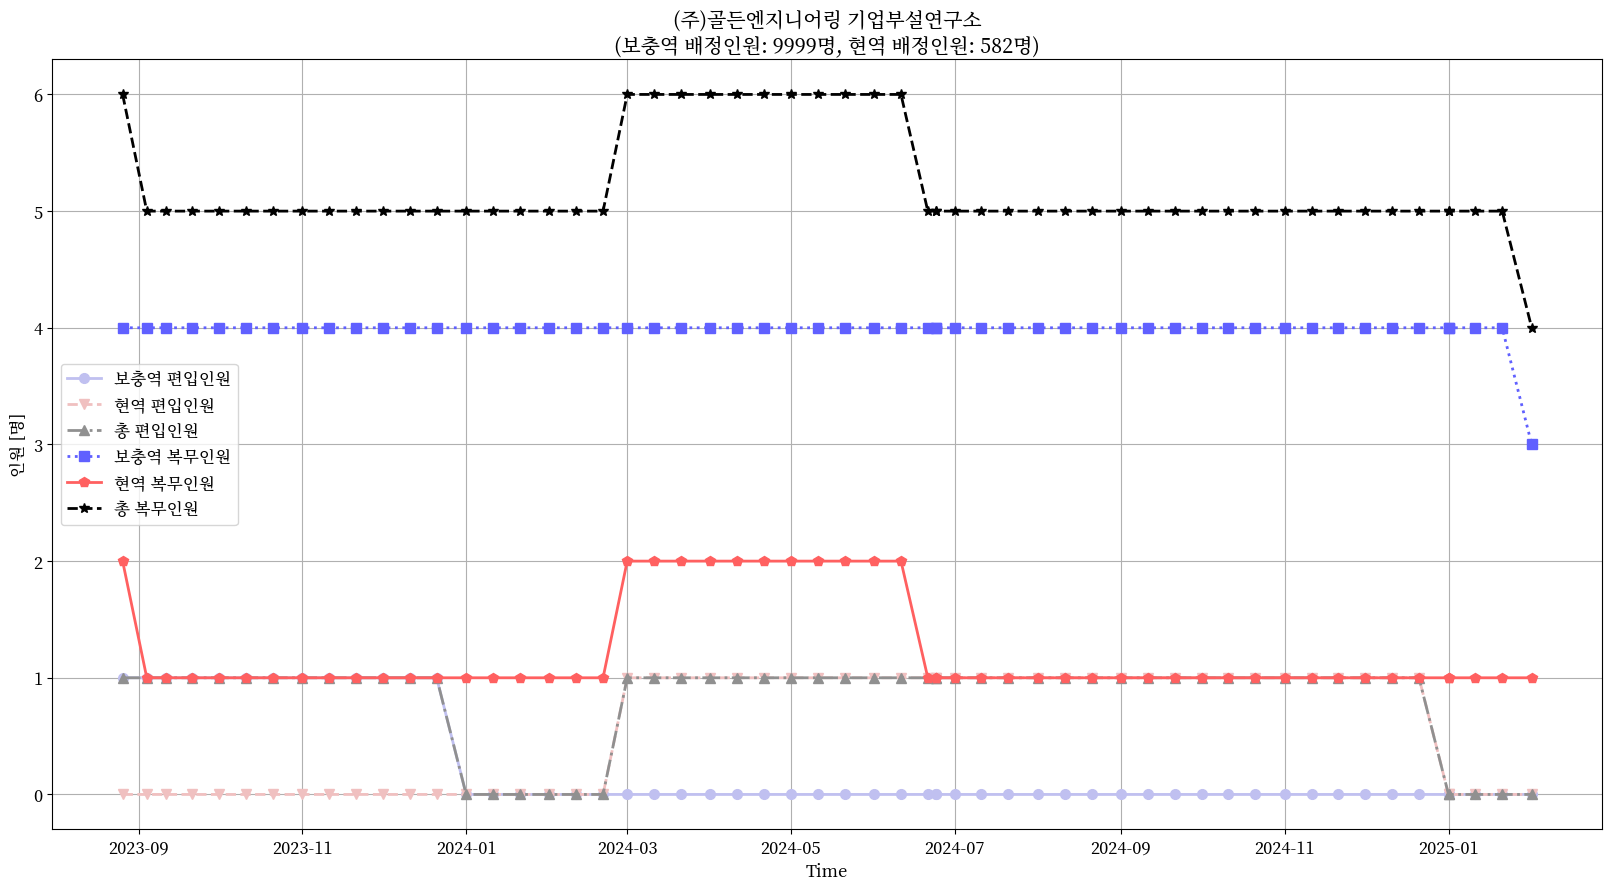 (주)골든엔지니어링 기업부설연구소
(보충역 배정인원: 9999명, 현역 배정인원: 582명)
인원 [명]
6
5
4
3
2
1
0
보충역 편입인원
현역 편입인원
총 편입인원
보충역 복무인원
현역 복무인원
총 복무인원
2023-09
2023-11
2024-01
2024-03
2024-05
2024-07
2024-09
2024-11
2025-01
Time